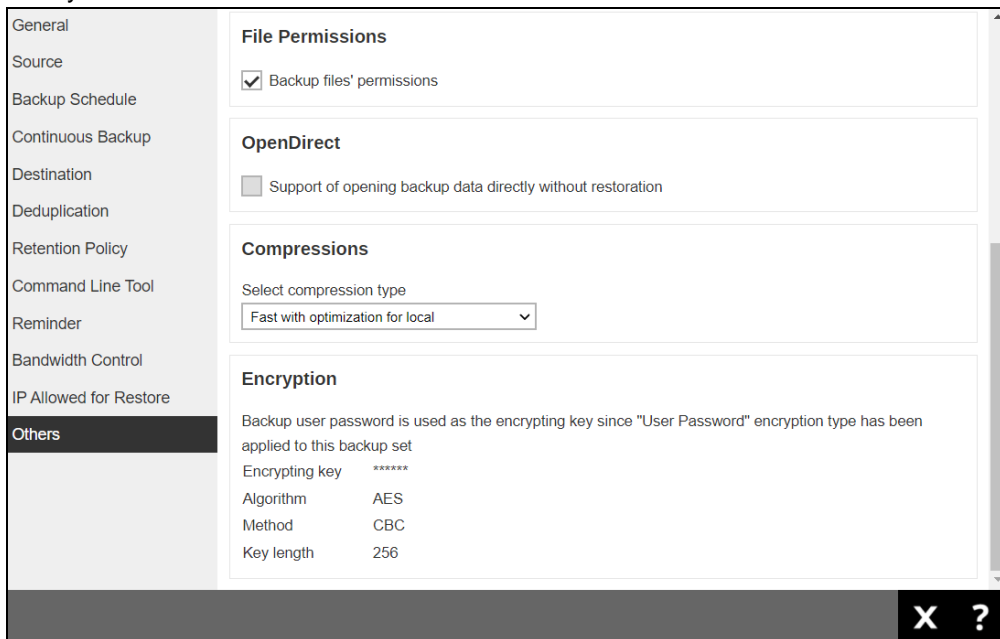 General
Source
Backup Schedule
Continuous Backup
Destination
Deduplication
Retention Policy
Command Line Tool
Reminder
Bandwidth Control
IP Allowed for Restore
Others
File Permissions
Backup files' permissions
OpenDirect
Support of opening backup data directly without restoration
Compressions
Select compression type
Fast with optimization for local
Encryption
Backup user password is used as the encrypting key since "User Password" encryption type has been
applied to this backup set
Encrypting key ******
Algorithm AES
Method CBC
Key length 256
X ?